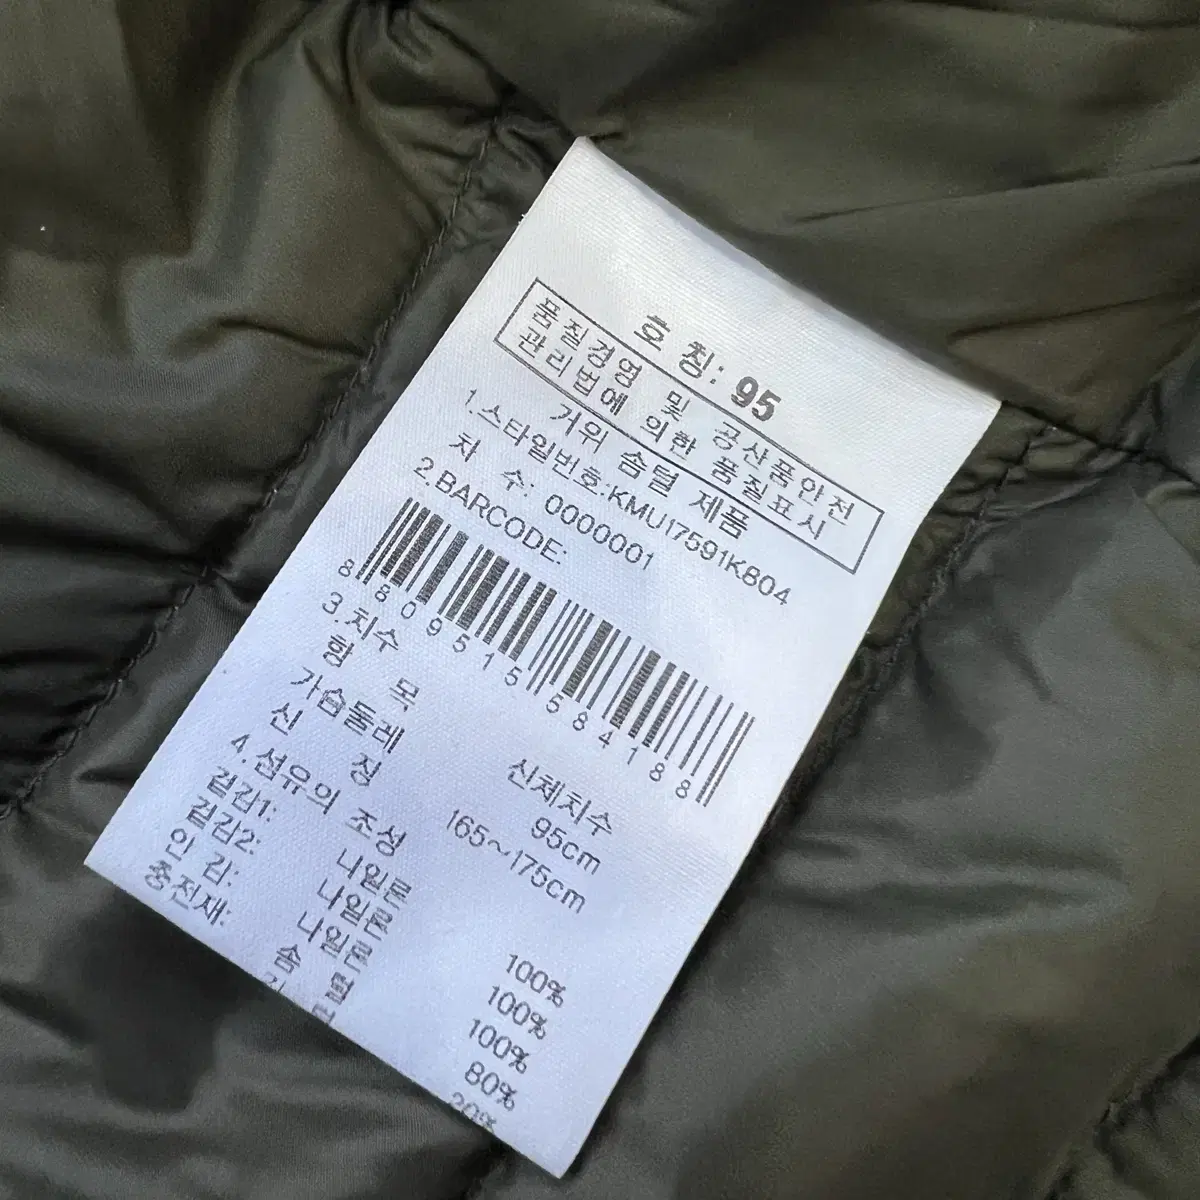 호 칭: 95
품질경영 및 공산품안전
관리법에 의한 품질표시
거위 솜털 제품
1.스타일번호:KMU17591KB04
차 수: 0000001
2.BARCODE:
8809515584188
3.치수
항 목 신체치수
가슴둘레 95cm
신 장 165~175cm
4.섬유의 조성
겉감1: 나일론 100%
겉감2: 나일론 100%
안 감: 나일론 100%
충전재: 솜 털 80%
깃 털 20%